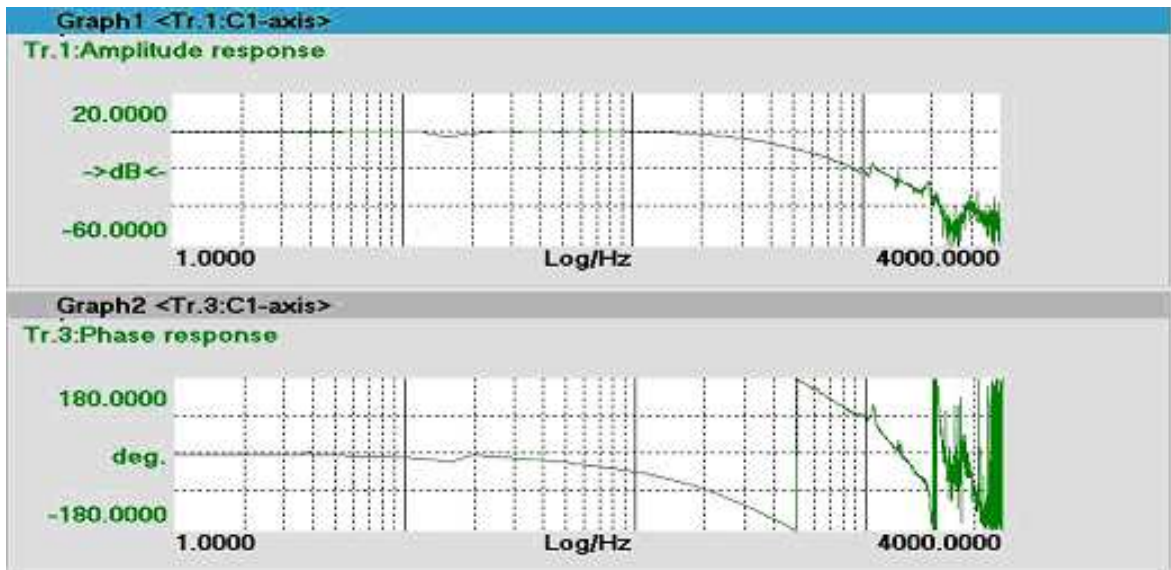 Graph1 <Tr.1:C1-axis>
Tr.1:Amplitude response
20.0000
->dB<-
-60.0000
1.0000 Log/Hz 4000.0000
Graph2 <Tr.3:C1-axis>
Tr.3:Phase response
180.0000
deg.
-180.0000
1.0000 Log/Hz 4000.0000